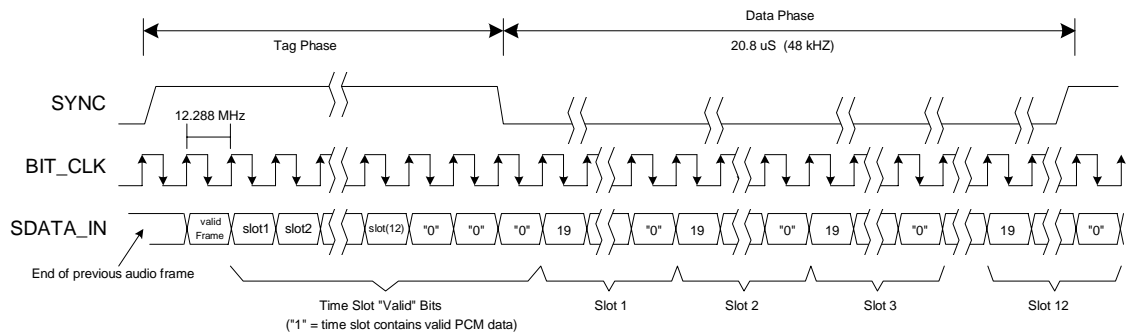 Data Phase
Tag Phase
20.8 uS (48 kHZ)
SYNC
12.288 MHz
BIT_CLK
SDATA_IN
valid Frame
slot1
slot2
slot(12)
"0"
"0"
"0"
19
"0"
19
"0"
19
"0"
19
"0"
End of previous audio frame
Time Slot "Valid" Bits
("1" = time slot contains valid PCM data)
Slot 1
Slot 2
Slot 3
Slot 12